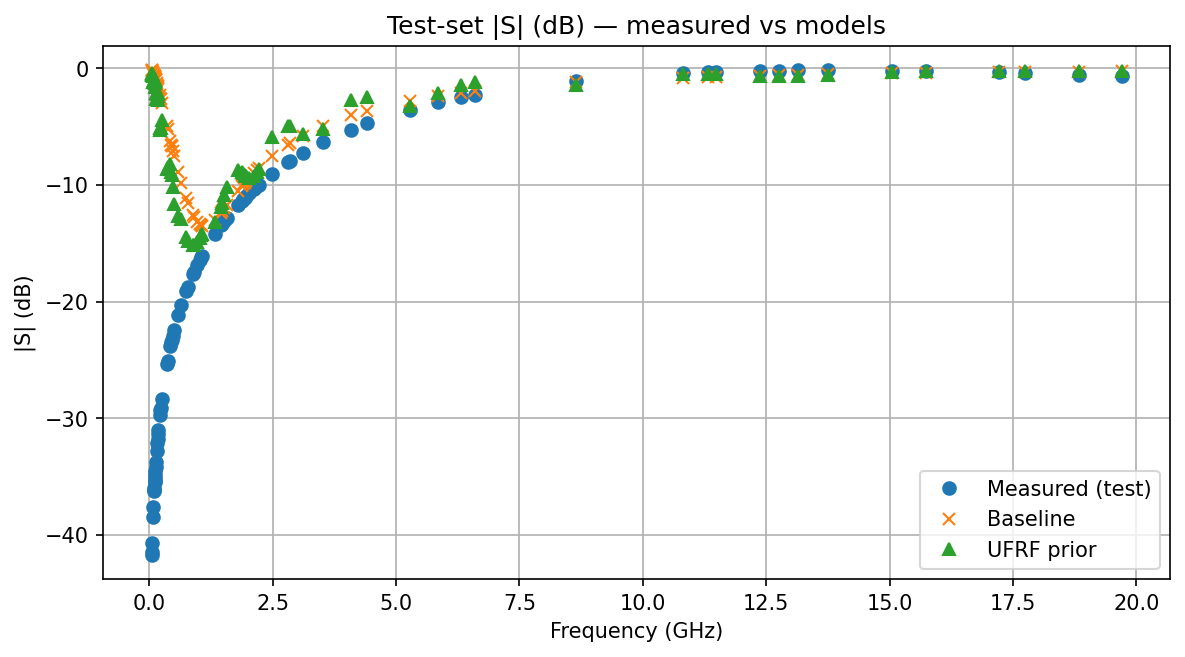 Test-set |S| (dB) — measured vs models
|S| (dB)
0
−10
−20
−30
−40
0.0 2.5 5.0 7.5 10.0 12.5 15.0 17.5 20.0
Frequency (GHz)
Measured (test)
Baseline
UFRF prior